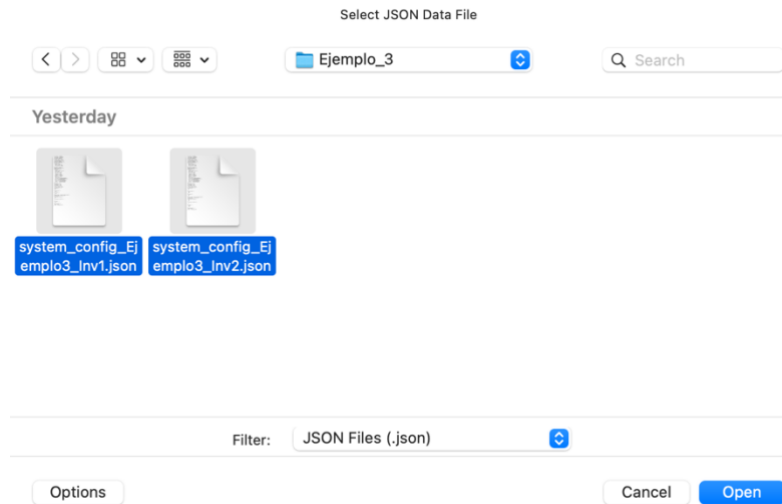 Select JSON Data File
Ejemplo_3
Search
Yesterday
system_config_Ej
emplo3_Inv1.json
system_config_Ej
emplo3_Inv2.json
Filter:
JSON Files (.json)
Options
Cancel
Open